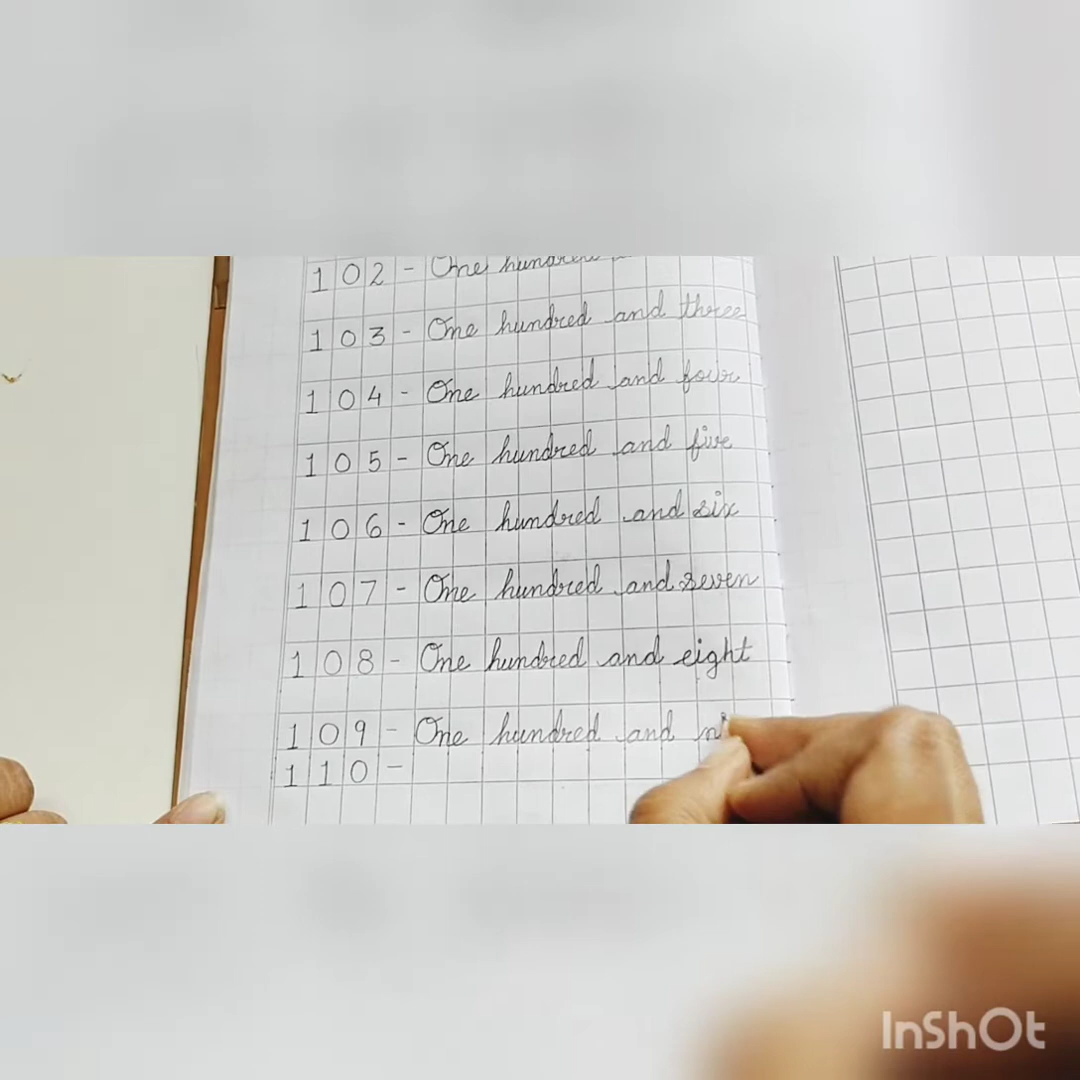 102 - One hundred
103 - One hundred and three
104 - One hundred and four
105 - One hundred and five
106 - One hundred and six
107 - One hundred and seven
108 - One hundred and eight
109 - One hundred and ni
110 -
InShOt